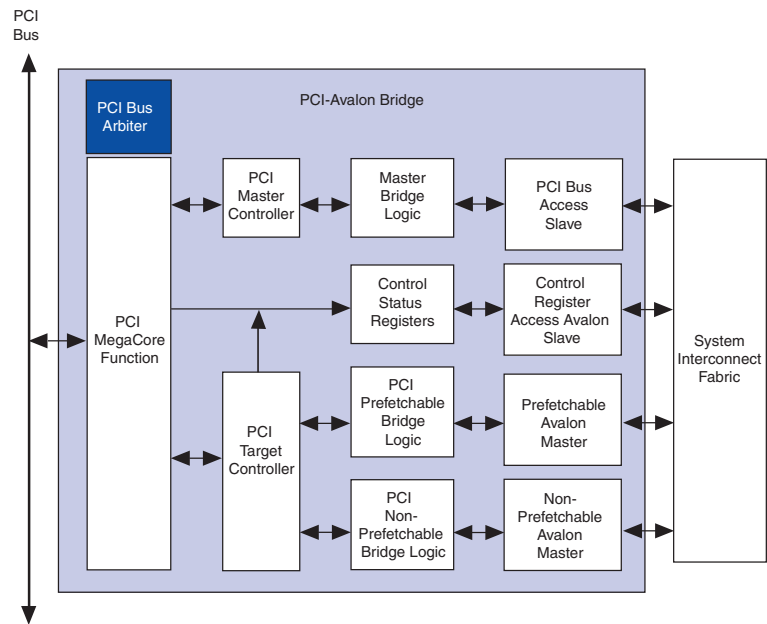 PCI
Bus
PCI-Avalon Bridge
PCI Bus
Arbiter
PCI
MegaCore
Function
PCI
Master
Controller
Master
Bridge
Logic
PCI Bus
Access
Slave
Control
Status
Registers
Control
Register
Access Avalon
Slave
PCI
Target
Controller
PCI
Prefetchable
Bridge
Logic
Prefetchable
Avalon
Master
PCI
Non-
Prefetchable
Bridge Logic
Non-
Prefetchable
Avalon
Master
System
Interconnect
Fabric